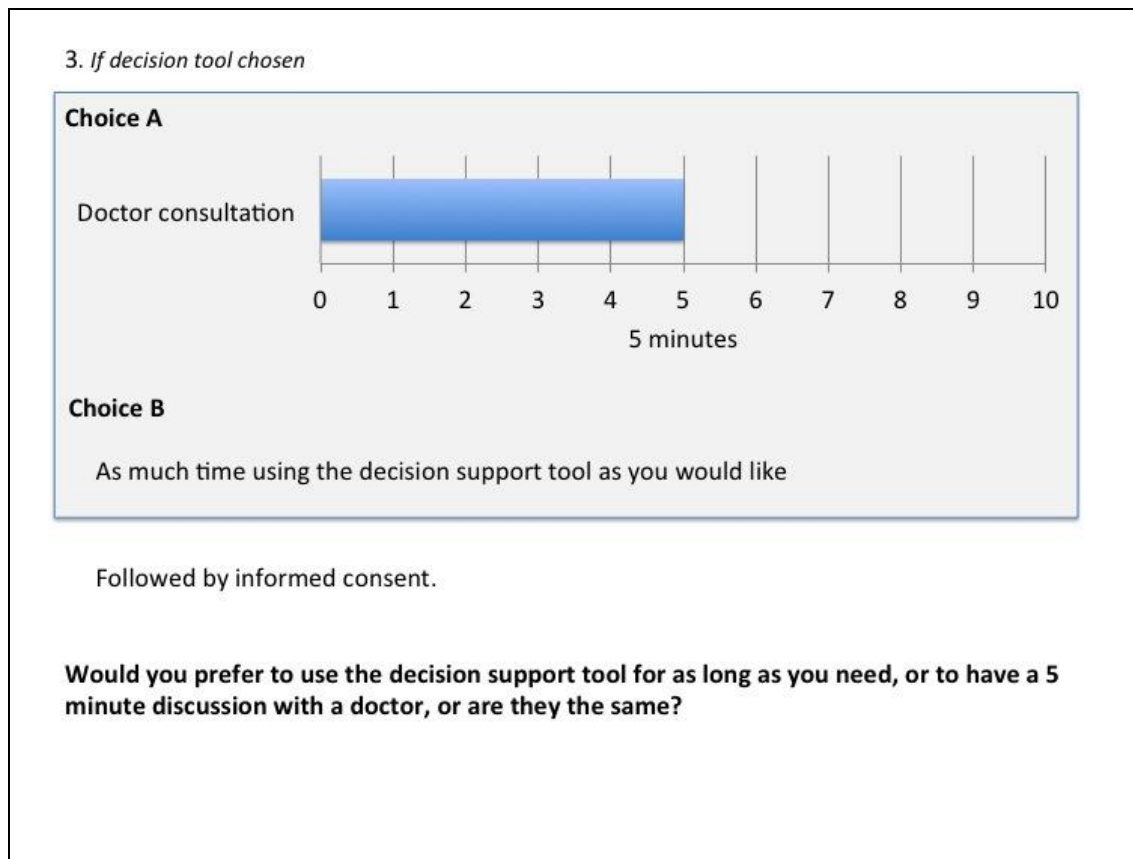 3. If decision tool chosen
Choice A
Doctor consultation
0 1 2 3 4 5 6 7 8 9 10
5 minutes
Choice B
As much time using the decision support tool as you would like
Followed by informed consent.
Would you prefer to use the decision support tool for as long as you need, or to have a 5
minute discussion with a doctor, or are they the same?